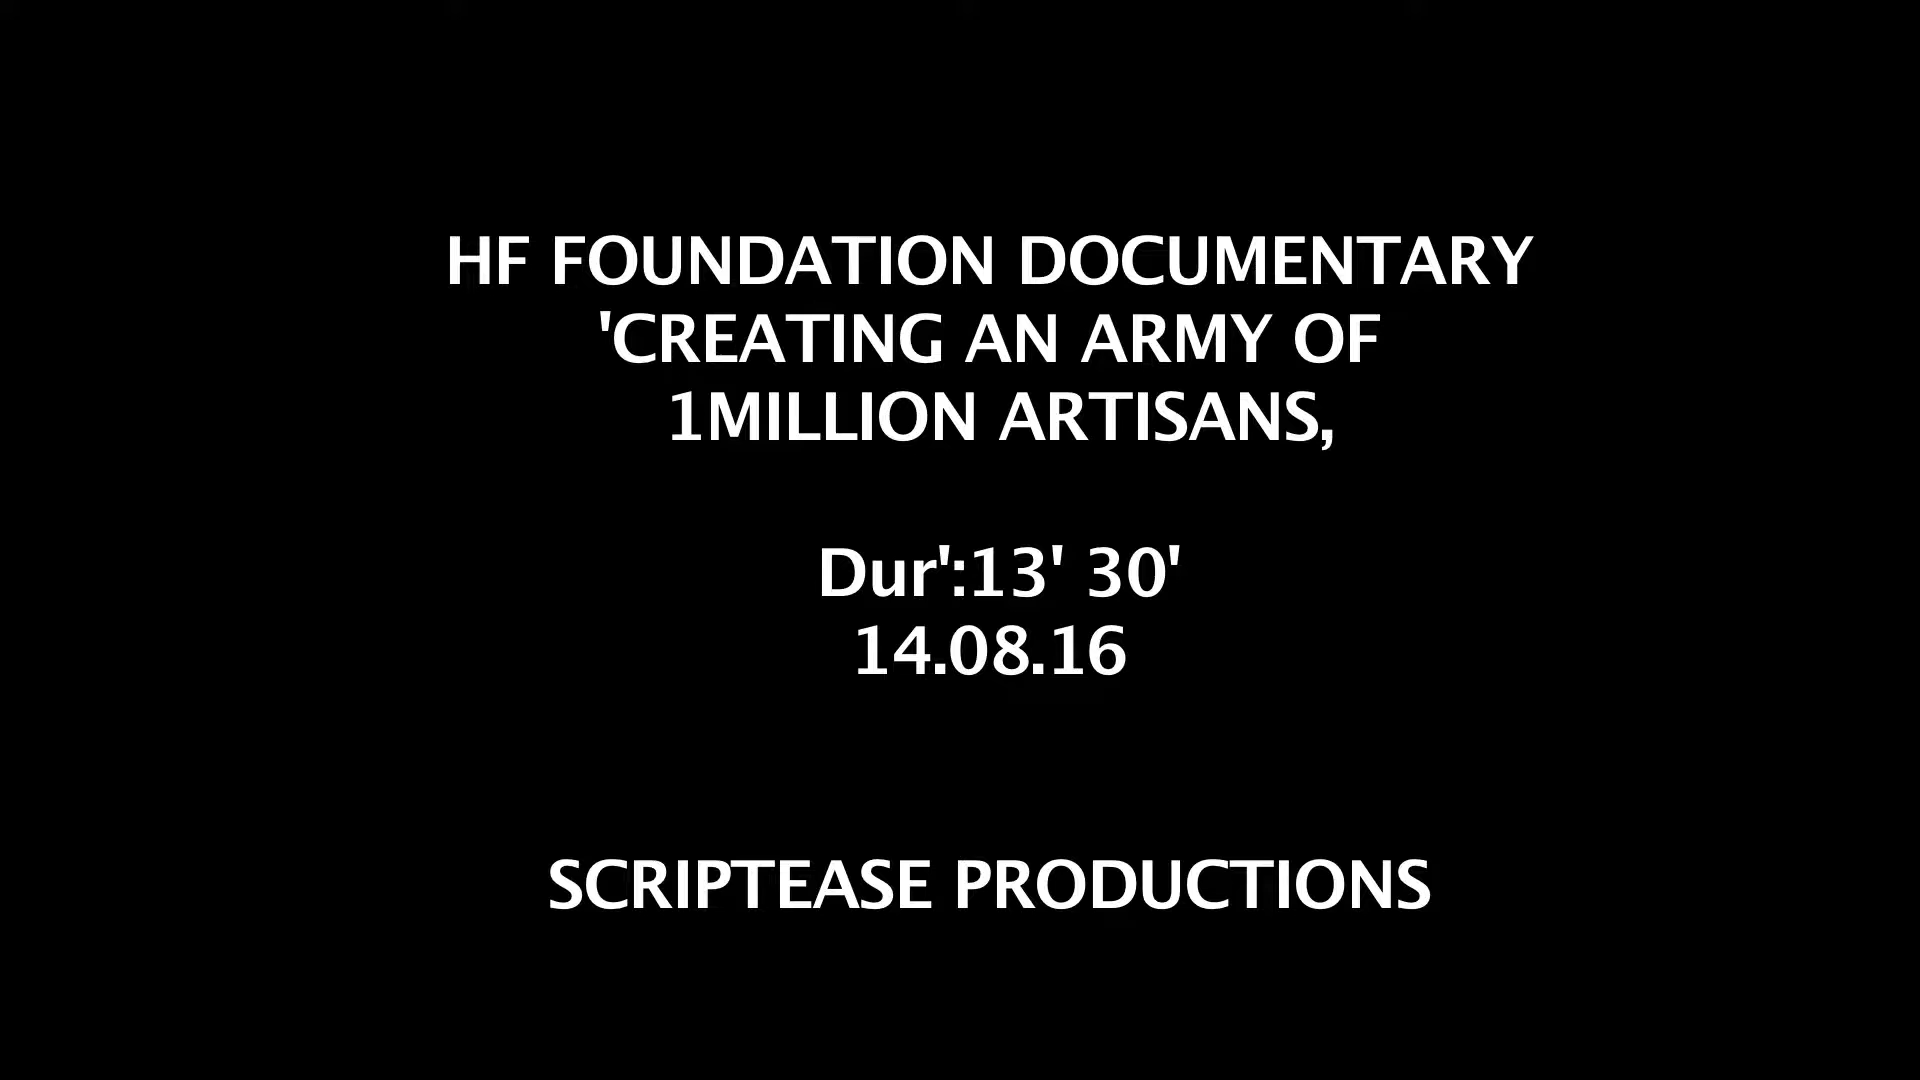 HF FOUNDATION DOCUMENTARY
'CREATING AN ARMY OF
1MILLION ARTISANS,
Dur':13' 30'
14.08.16
SCRIPTEASE PRODUCTIONS